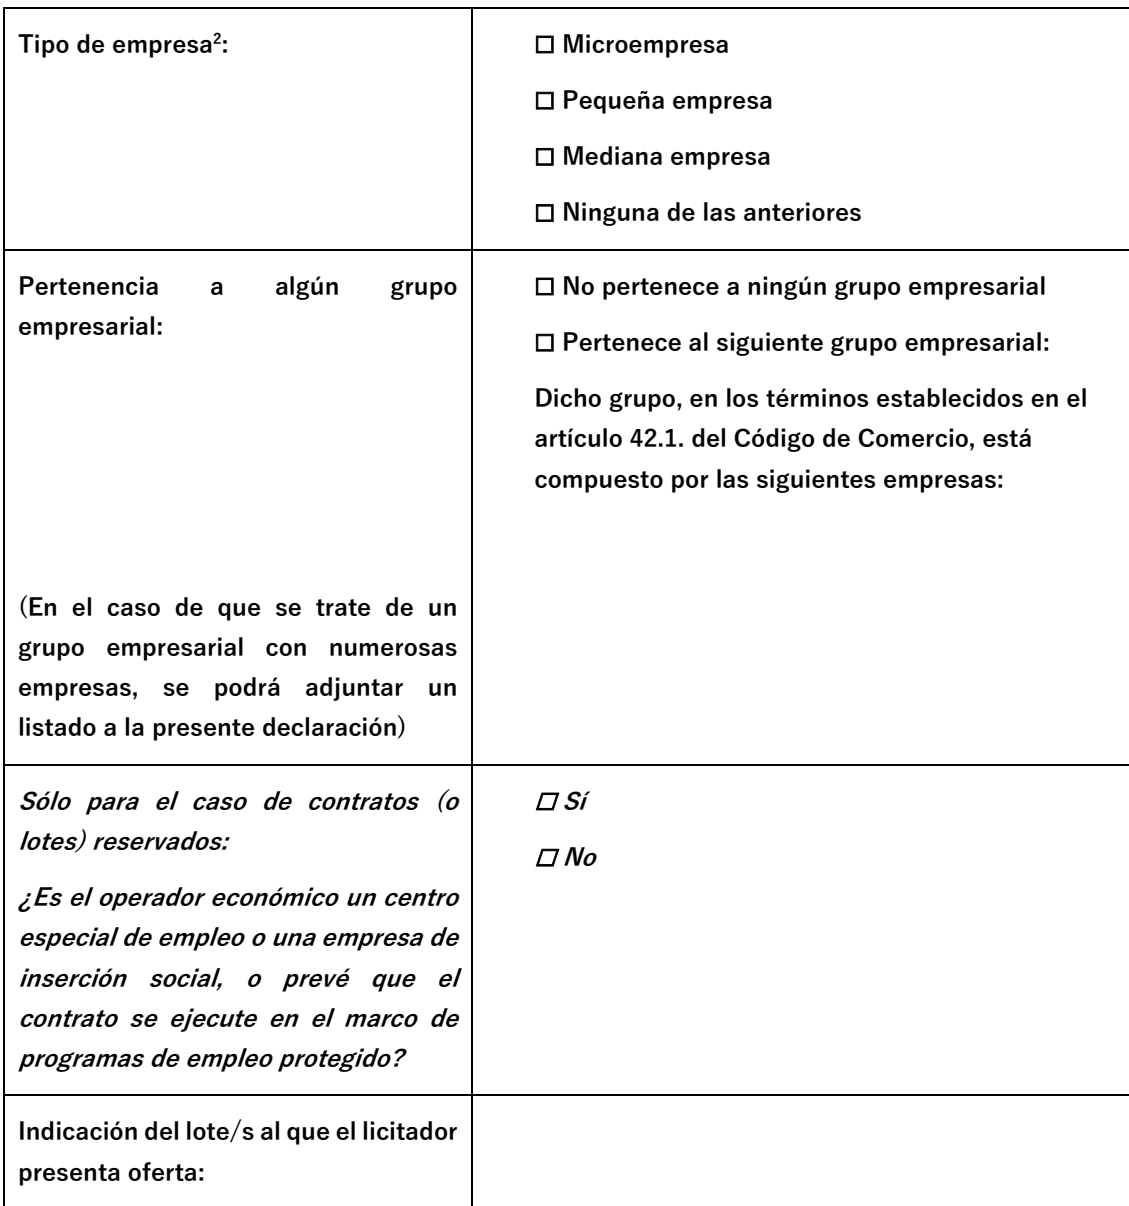 Tipo de empresa²:
☐ Microempresa
☐ Pequeña empresa
☐ Mediana empresa
☐ Ninguna de las anteriores
Pertenencia a algún grupo
empresarial:
(En el caso de que se trate de un
grupo empresarial con numerosas
empresas, se podrá adjuntar un
listado a la presente declaración)
☐ No pertenece a ningún grupo empresarial
☐ Pertenece al siguiente grupo empresarial:
Dicho grupo, en los términos establecidos en el
artículo 42.1. del Código de Comercio, está
compuesto por las siguientes empresas:
Sólo para el caso de contratos (o
lotes) reservados:
¿Es el operador económico un centro
especial de empleo o una empresa de
inserción social, o prevé que el
contrato se ejecute en el marco de
programas de empleo protegido?
☐ Sí
☐ No
Indicación del lote/s al que el licitador
presenta oferta: